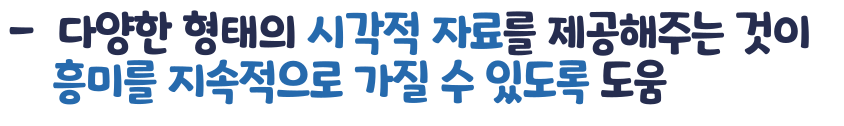 - 다양한 형태의 시각적 자료를 제공해주는 것이
흥미를 지속적으로 가질 수 있도록 도움